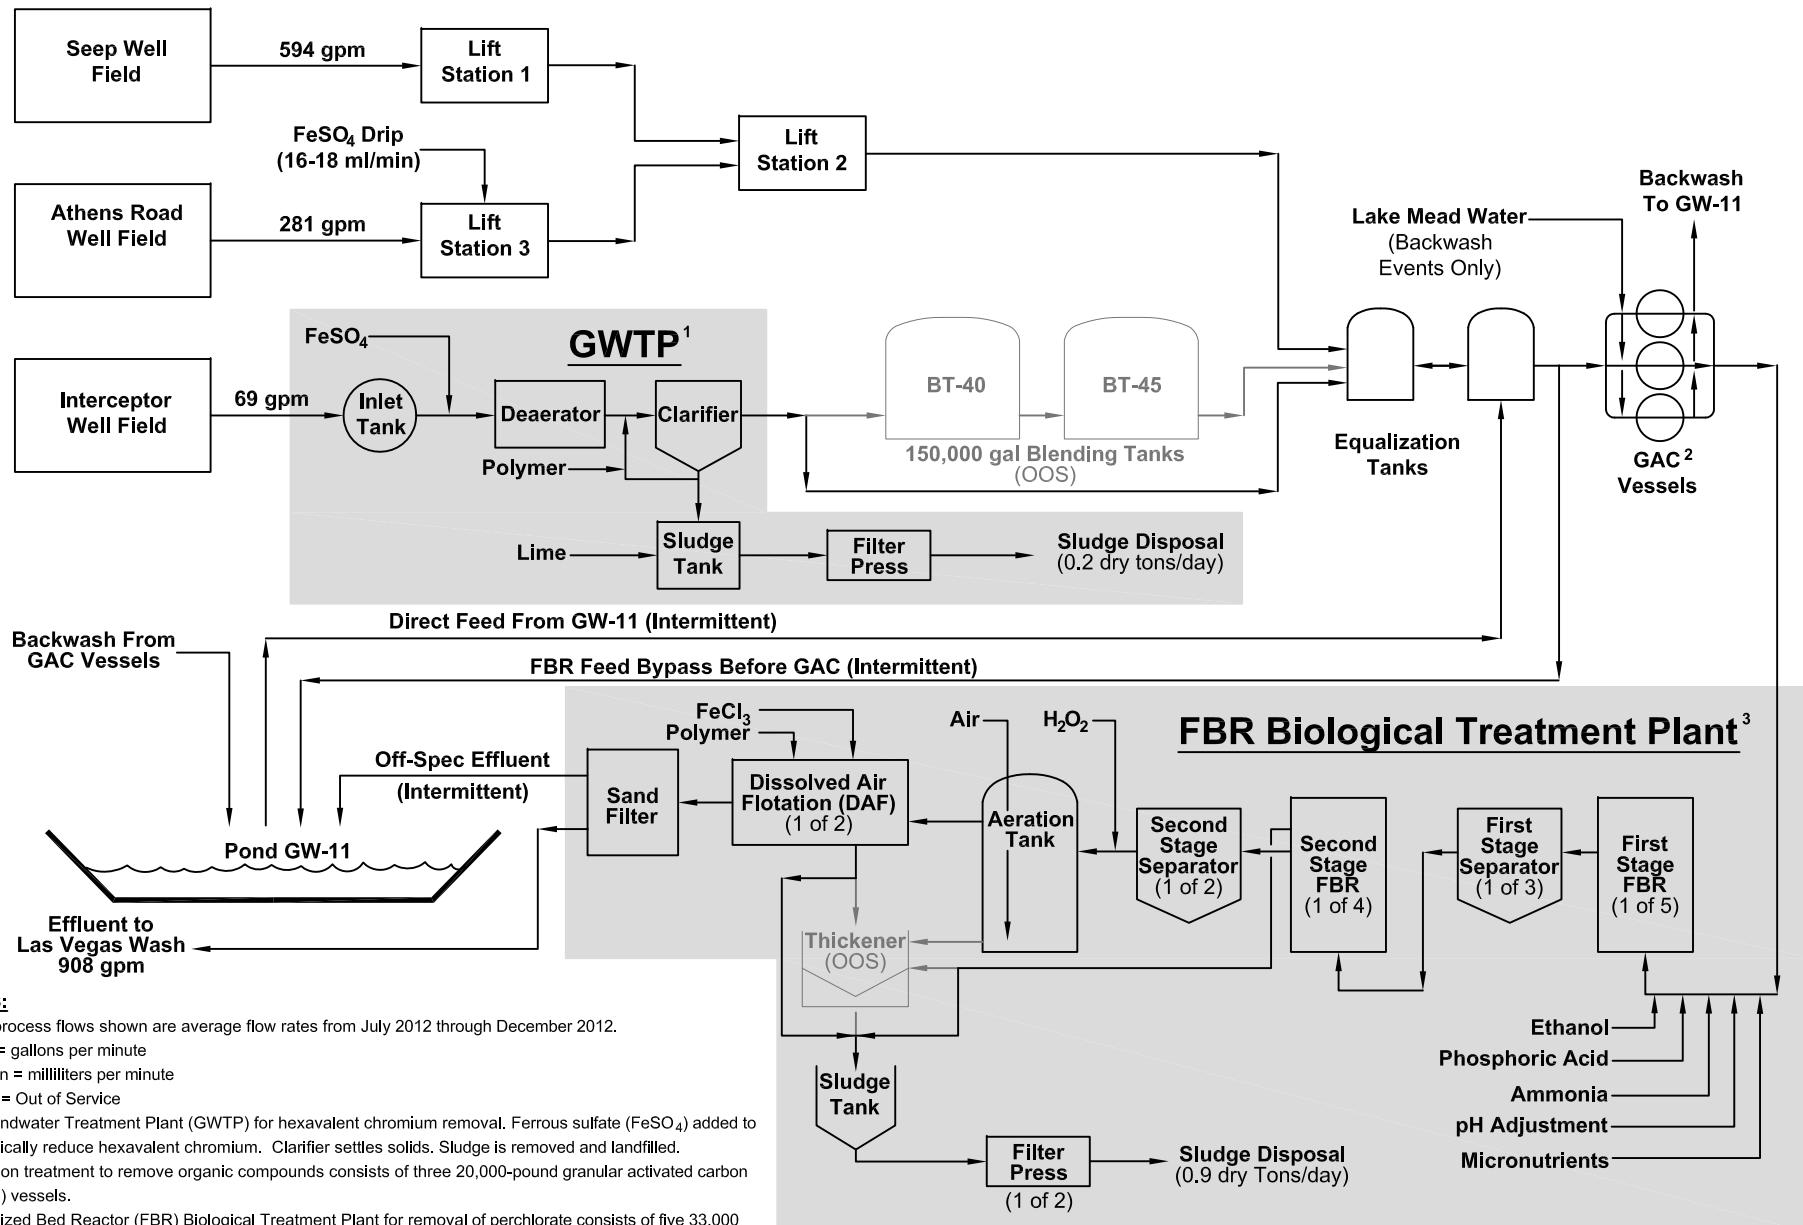 Seep Well
Field
594 gpm
Lift
Station 1
FeSO4 Drip
(16-18 ml/min)
Lift
Station 2
Athens Road
Well Field
281 gpm
Lift
Station 3
Backwash
To GW-11
Lake Mead Water
(Backwash
Events Only)
GWTP1
FeSO4
Interceptor
Well Field
69 gpm
Inlet
Tank
Deaerator
Clarifier
Polymer
BT-40
BT-45
150,000 gal Blending Tanks
(OOS)
Equalization
Tanks
GAC2
Vessels
Lime
Sludge
Tank
Filter
Press
Sludge Disposal
(0.2 dry tons/day)
Direct Feed From GW-11 (Intermittent)
Backwash From
GAC Vessels
FBR Feed Bypass Before GAC (Intermittent)
FBR Biological Treatment Plant3
FeCl3
Polymer
Air
H2O2
Off-Spec Effluent
(Intermittent)
Sand
Filter
Dissolved Air
Flotation (DAF)
(1 of 2)
Aeration
Tank
Second
Stage
Separator
(1 of 2)
Second
Stage
FBR
(1 of 4)
First
Stage
Separator
(1 of 3)
First
Stage
FBR
(1 of 5)
Pond GW-11
Effluent to
Las Vegas Wash
908 gpm
Thickener
(OOS)
Ethanol
Phosphoric Acid
Ammonia
pH Adjustment
Micronutrients
Sludge
Tank
Filter
Press
(1 of 2)
Sludge Disposal
(0.9 dry Tons/day)
process flows shown are average flow rates from July 2012 through December 2012.
= gallons per minute
= milliliters per minute
= Out of Service
Treatment Plant (GWTP) for hexavalent chromium removal. Ferrous sulfate (FeSO4) added to
reduce hexavalent chromium. Clarifier settles solids. Sludge is removed and landfilled.
treatment to remove organic compounds consists of three 20,000-pound granular activated carbon
) vessels.
Bed Reactor (FBR) Biological Treatment Plant for removal of perchlorate consists of five 33,000